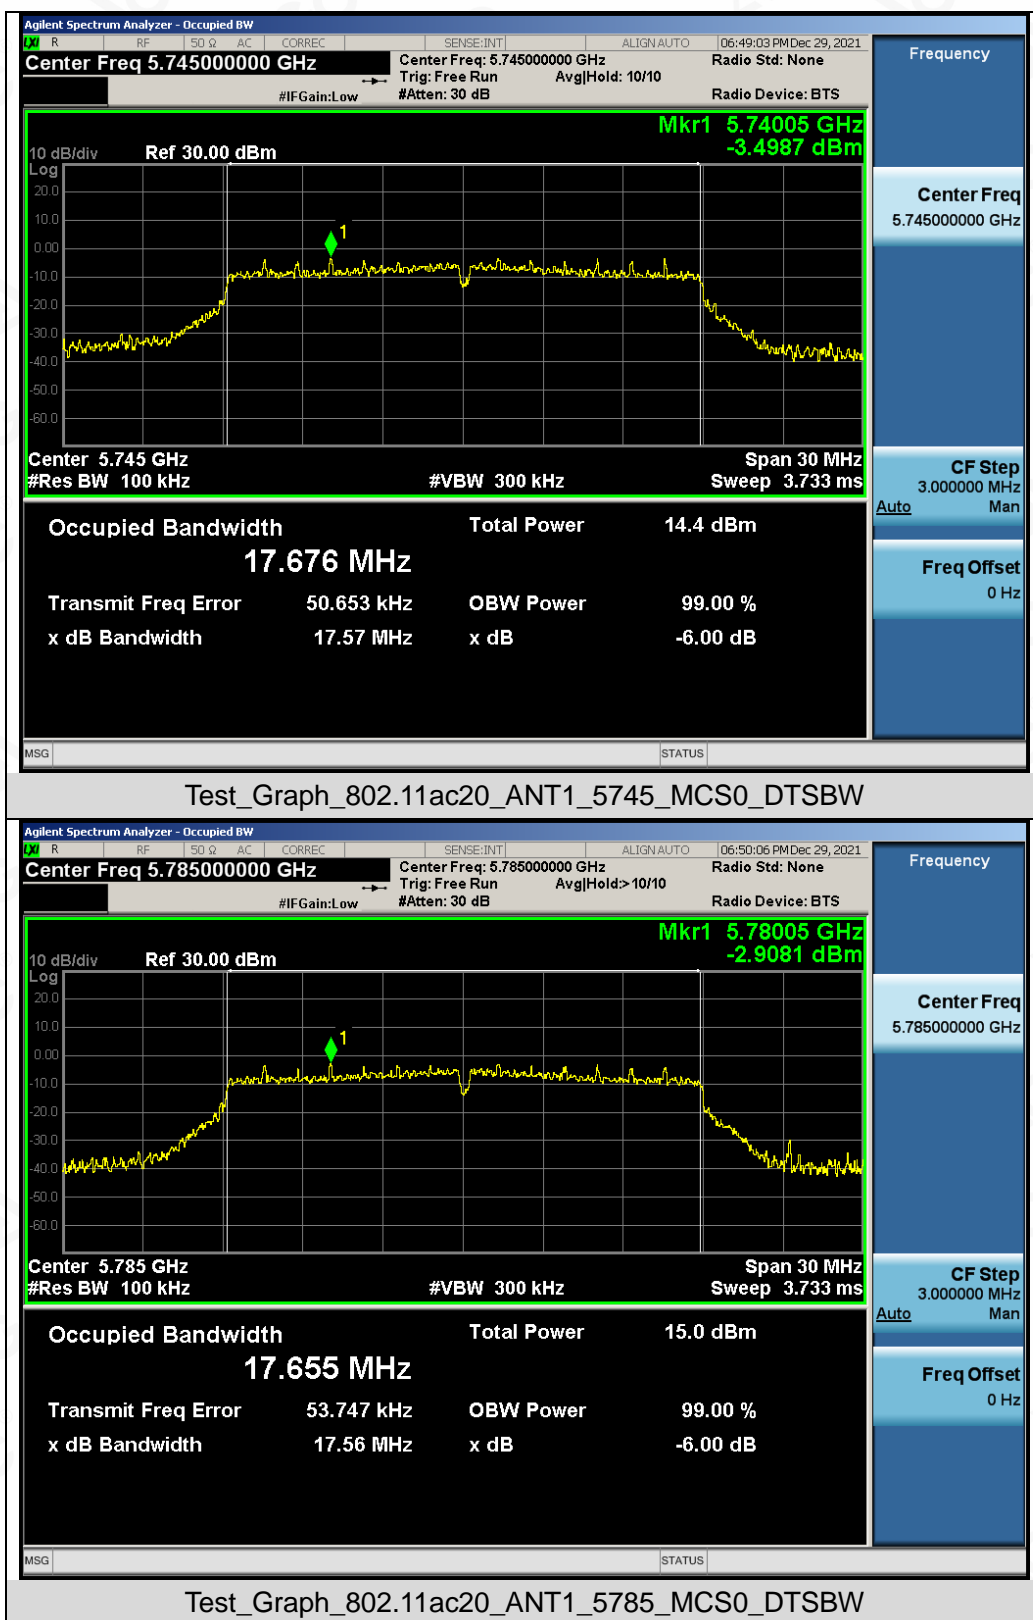 Agilent Spectrum Analyzer - Occupied BW
LXI R RF 50 Ω AC CORREC SENSE:INT ALIGN AUTO 06:49:03 PM Dec 29, 2021
Center Freq 5.745000000 GHz
Center Freq: 5.745000000 GHz
Radio Std: None
Trig: Free Run Avg|Hold: 10/10
#IFGain:Low #Atten: 30 dB Radio Device: BTS
Mkr1 5.74005 GHz
-3.4987 dBm
10 dB/div Ref 30.00 dBm
Log
20.0
10.0
0.00
-10.0
-20.0
-30.0
-40.0
-50.0
-60.0
1
Center 5.745 GHz Span 30 MHz
#Res BW 100 kHz #VBW 300 kHz Sweep 3.733 ms
Occupied Bandwidth Total Power 14.4 dBm
17.676 MHz
Transmit Freq Error 50.653 kHz OBW Power 99.00 %
x dB Bandwidth 17.57 MHz x dB -6.00 dB
MSG STATUS
Frequency
Center Freq
5.745000000 GHz
CF Step
3.000000 MHz
Auto Man
Freq Offset
0 Hz
Test_Graph_802.11ac20_ANT1_5745_MCS0_DTSBW
Agilent Spectrum Analyzer - Occupied BW
LXI R RF 50 Ω AC CORREC SENSE:INT ALIGN AUTO 06:50:06 PM Dec 29, 2021
Center Freq 5.785000000 GHz
Center Freq: 5.785000000 GHz
Radio Std: None
Trig: Free Run Avg|Hold:>10/10
#IFGain:Low #Atten: 30 dB Radio Device: BTS
Mkr1 5.78005 GHz
-2.9081 dBm
10 dB/div Ref 30.00 dBm
Log
20.0
10.0
0.00
-10.0
-20.0
-30.0
-40.0
-50.0
-60.0
1
Center 5.785 GHz Span 30 MHz
#Res BW 100 kHz #VBW 300 kHz Sweep 3.733 ms
Occupied Bandwidth Total Power 15.0 dBm
17.655 MHz
Transmit Freq Error 53.747 kHz OBW Power 99.00 %
x dB Bandwidth 17.56 MHz x dB -6.00 dB
MSG STATUS
Frequency
Center Freq
5.785000000 GHz
CF Step
3.000000 MHz
Auto Man
Freq Offset
0 Hz
Test_Graph_802.11ac20_ANT1_5785_MCS0_DTSBW